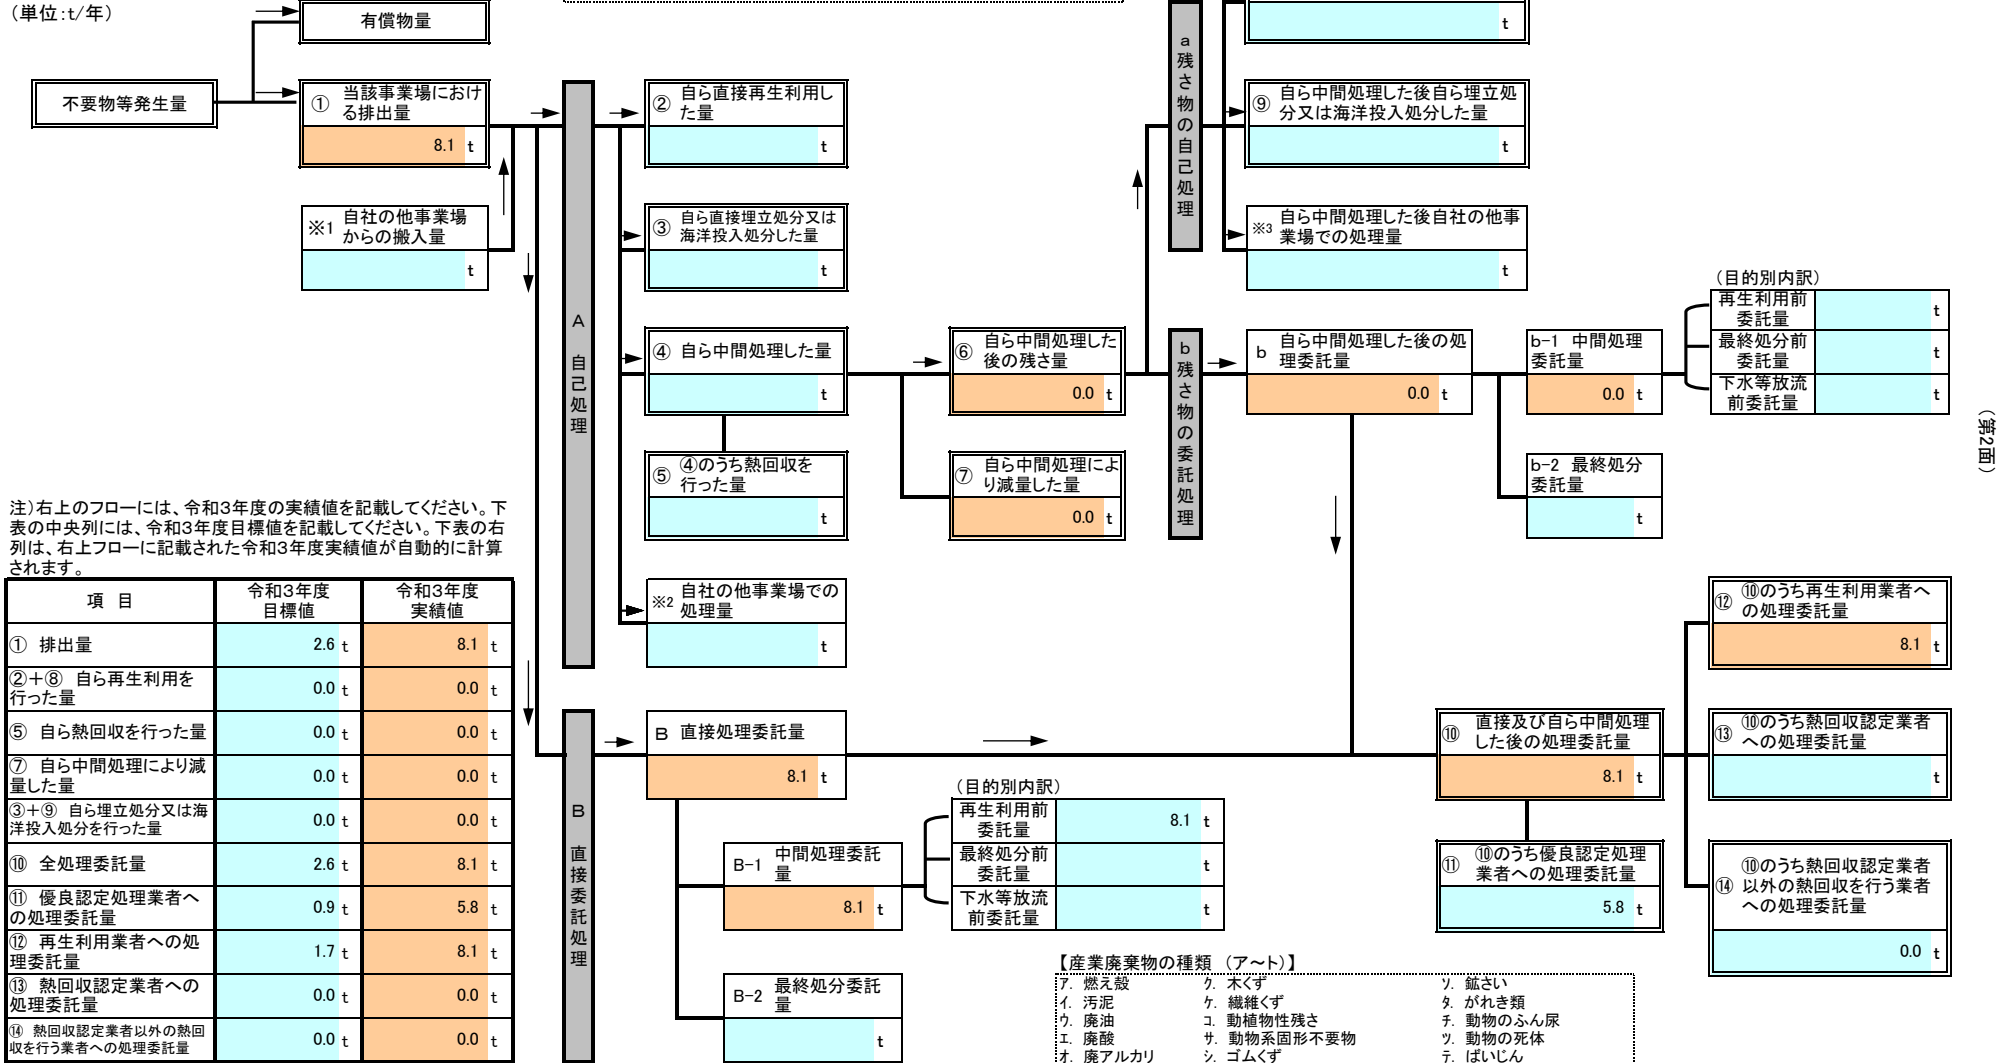 （単位：t/年）
有償物量
不要物等発生量
① 当該事業場におけ
る排出量
8.1 t
※1 自社の他事業場
からの搬入量
t
A 自己処理
② 自ら直接再生利用し
た量
t
③ 自ら直接埋立処分又は
海洋投入処分した量
t
④ 自ら中間処理した量
t
⑤ ④のうち熱回収を
行った量
t
※2 自社の他事業場での
処理量
t
⑥ 自ら中間処理した
後の残さ量
0.0 t
⑦ 自ら中間処理によ
り減量した量
0.0 t
a 残さ物の自己処理
t
⑨ 自ら中間処理した後自ら埋立処
分又は海洋投入処分した量
t
※3 自ら中間処理した後自社の他事
業場での処理量
t
b 残さ物の委託処理
b 自ら中間処理した後の処
理委託量
0.0 t
b-1 中間処理
委託量
0.0 t
b-2 最終処分
委託量
t
（目的別内訳）
再生利用前
委託量 t
最終処分前
委託量 t
下水等放流
前委託量 t
（第2面）
注）右上のフローには、令和3年度の実績値を記載してください。下
表の中央列には、令和3年度目標値を記載してください。下表の右
列は、右上フローに記載された令和3年度実績値が自動的に計算
されます。
項 目 令和3年度 目標値 令和3年度 実績値
① 排出量 2.6 t 8.1 t
②＋⑧ 自ら再生利用を
行った量 0.0 t 0.0 t
⑤ 自ら熱回収を行った量 0.0 t 0.0 t
⑦ 自ら中間処理により減
量した量 0.0 t 0.0 t
③＋⑨ 自ら埋立処分又は海
洋投入処分を行った量 0.0 t 0.0 t
⑩ 全処理委託量 2.6 t 8.1 t
⑪ 優良認定処理業者へ
の処理委託量 0.9 t 5.8 t
⑫ 再生利用業者への処
理委託量 1.7 t 8.1 t
⑬ 熱回収認定業者への
処理委託量 0.0 t 0.0 t
⑭ 熱回収認定業者以外の熱回
収を行う業者への処理委託量 0.0 t 0.0 t
B 直接委託処理
B 直接処理委託量
8.1 t
B-1 中間処理委託
量
8.1 t
B-2 最終処分委託
量
t
（目的別内訳）
再生利用前
委託量 8.1 t
最終処分前
委託量 t
下水等放流
前委託量 t
⑩ 直接及び自ら中間処理
した後の処理委託量
8.1 t
⑪ ⑩のうち優良認定処理
業者への処理委託量
5.8 t
⑫ ⑩のうち再生利用業者へ
の処理委託量
8.1 t
⑬ ⑩のうち熱回収認定業者
への処理委託量
t
⑭ ⑩のうち熱回収認定業者
以外の熱回収を行う業者
への処理委託量
0.0 t
【産業廃棄物の種類 （ア～ト）】
ア. 燃え殻 ク. 木くず ソ. 鉱さい
イ. 汚泥 ケ. 繊維くず タ. がれき類
ウ. 廃油 コ. 動植物性残さ チ. 動物のふん尿
エ. 廃酸 サ. 動物系固形不要物 ツ. 動物の死体
オ. 廃アルカリ シ. ゴムくず テ. ばいじん